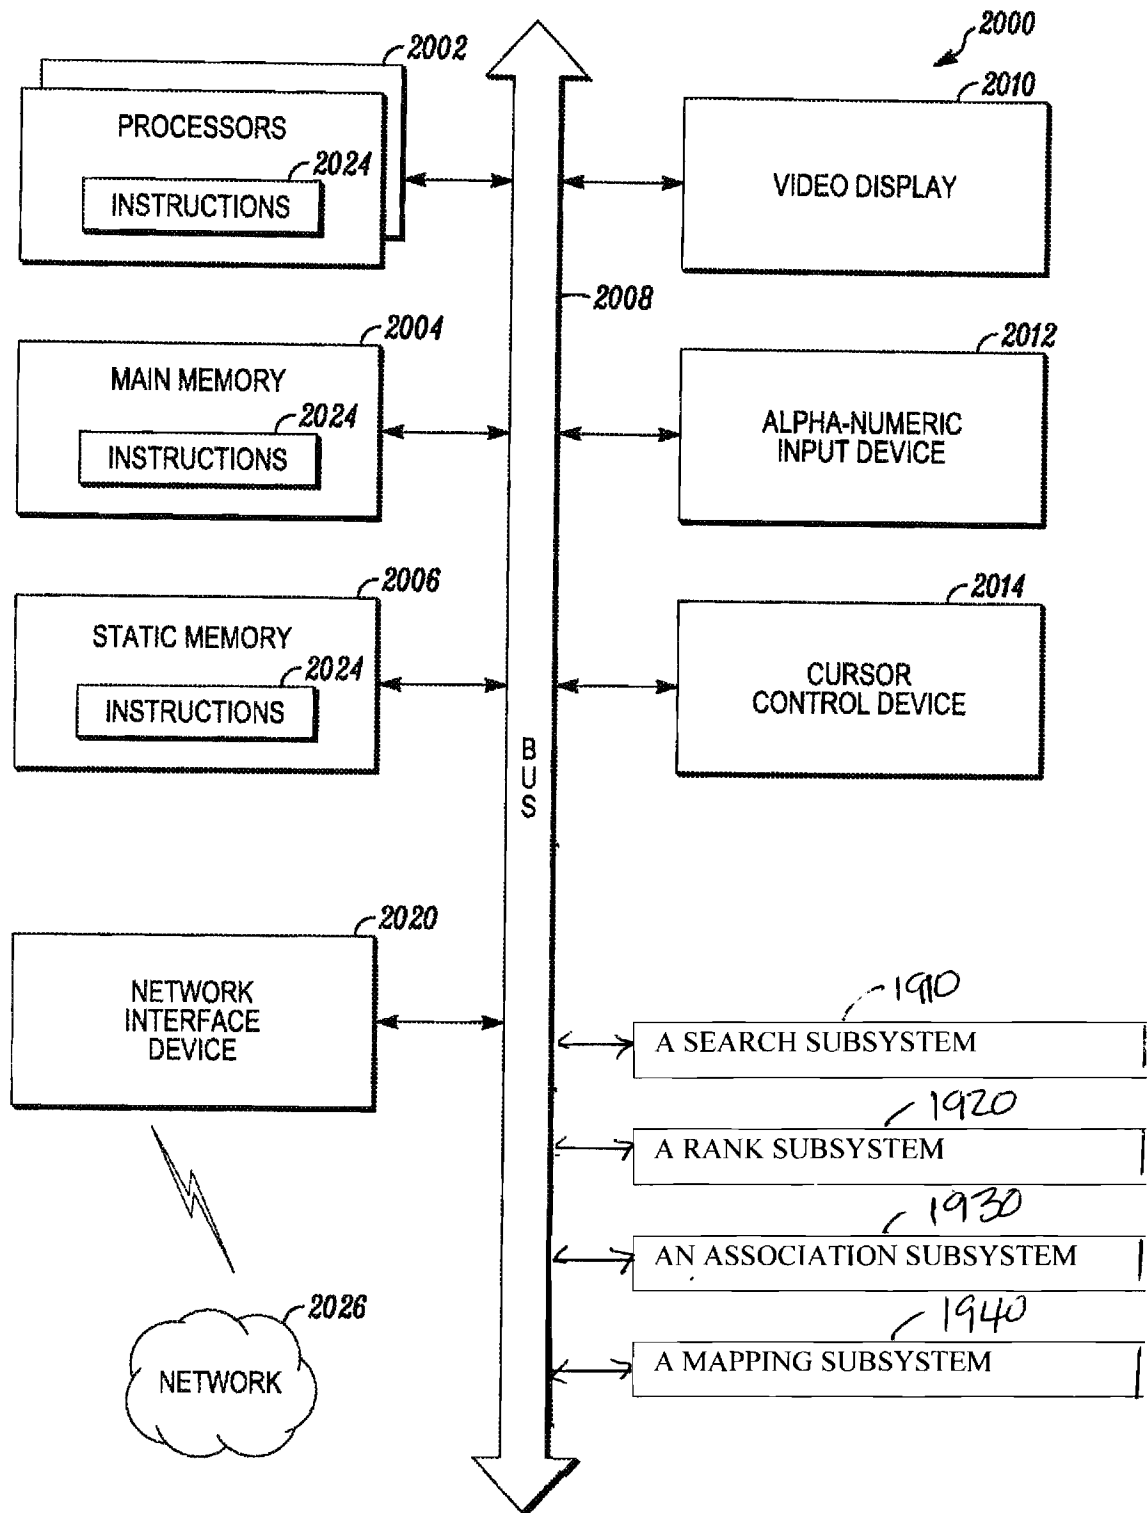 2000
2002
PROCESSORS
2024
INSTRUCTIONS
2010
VIDEO DISPLAY
2008
2004
MAIN MEMORY
2024
INSTRUCTIONS
2012
ALPHA-NUMERIC
INPUT DEVICE
2006
STATIC MEMORY
2024
INSTRUCTIONS
2014
CURSOR
CONTROL DEVICE
BUS
2020
NETWORK
INTERFACE
DEVICE
1910
A SEARCH SUBSYSTEM
1920
A RANK SUBSYSTEM
1930
AN ASSOCIATION SUBSYSTEM
1940
A MAPPING SUBSYSTEM
2026
NETWORK